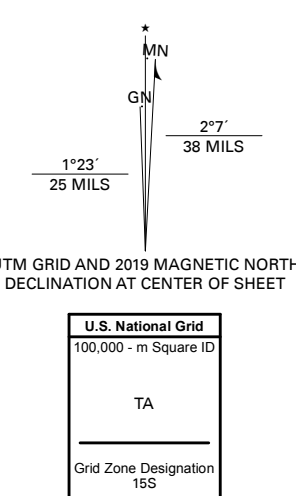 ★
MN
GN
2°7´
38 MILS
1°23´
25 MILS
UTM GRID AND 2019 MAGNETIC NORTH
DECLINATION AT CENTER OF SHEET
U.S. National Grid
100,000 - m Square ID
TA
Grid Zone Designation
15S